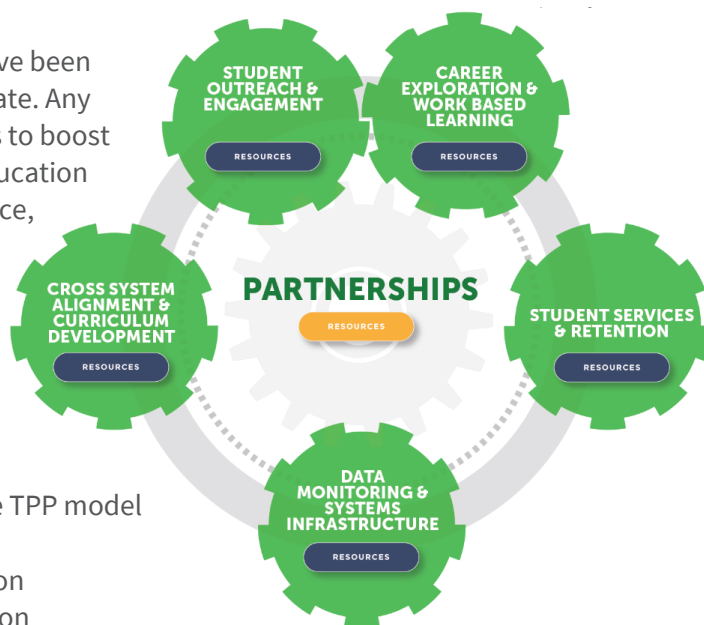 ve been
ate. Any
s to boost
ucation
ce,
e TPP model
on
on
STUDENT
OUTREACH &
ENGAGEMENT
RESOURCES
CAREER
EXPLORATION &
WORK BASED
LEARNING
RESOURCES
CROSS SYSTEM
ALIGNMENT &
CURRICULUM
DEVELOPMENT
RESOURCES
PARTNERSHIPS
RESOURCES
STUDENT SERVICES
& RETENTION
RESOURCES
DATA
MONITORING &
SYSTEMS
INFRASTRUCTURE
RESOURCES